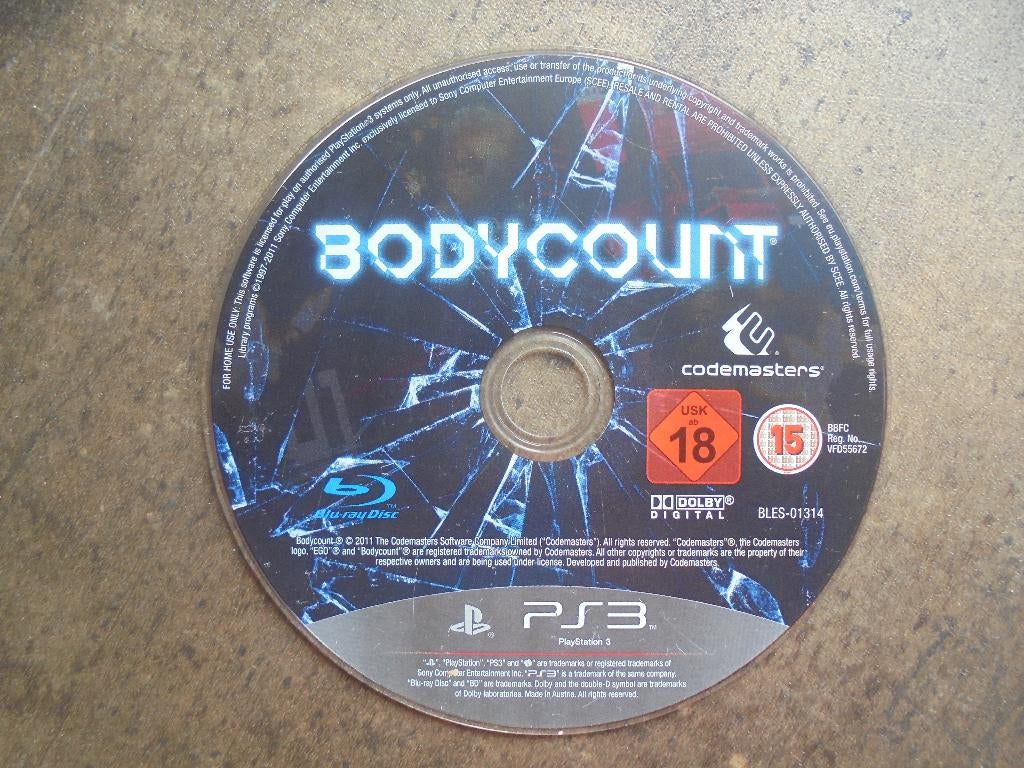 FOR HOME USE ONLY: This software is licensed for play on authorised PlayStation®3 systems only. All unauthorised access, use or transfer of the product or its underlying copyright and trademark works is prohibited. See eu.playstation.com/terms for full usage rights
Library programs ©1997-2011 Sony Computer Entertainment Inc. exclusively licensed to Sony Computer Entertainment Europe (SCEE). RESALE AND RENTAL ARE PROHIBITED UNLESS EXPRESSLY AUTHORISED BY SCEE. All rights reserved.
BODYCOUNT®
codemasters®
USK
ab
18
15
BBFC
Reg. No.
VFD55672
Blu-ray Disc™
DOLBY®
DIGITAL
BLES-01314
Bodycount ® © 2011 The Codemasters Software Company Limited ("Codemasters"). All rights reserved. "Codemasters"®, the Codemasters
logo, "EGO"® and "Bodycount"® are registered trademarks owned by Codemasters. All other copyrights or trademarks are the property of their
respective owners and are being used under license. Developed and published by Codemasters.
PS3™
PlayStation 3
"PlayStation", "PS3" and " " are trademarks or registered trademarks of
Sony Computer Entertainment Inc. "PS3" is a trademark of the same company.
"Blu-ray Disc" and "BD" are trademarks. Dolby and the double-D symbol are trademarks
of Dolby laboratories. Made in Austria. All rights reserved.